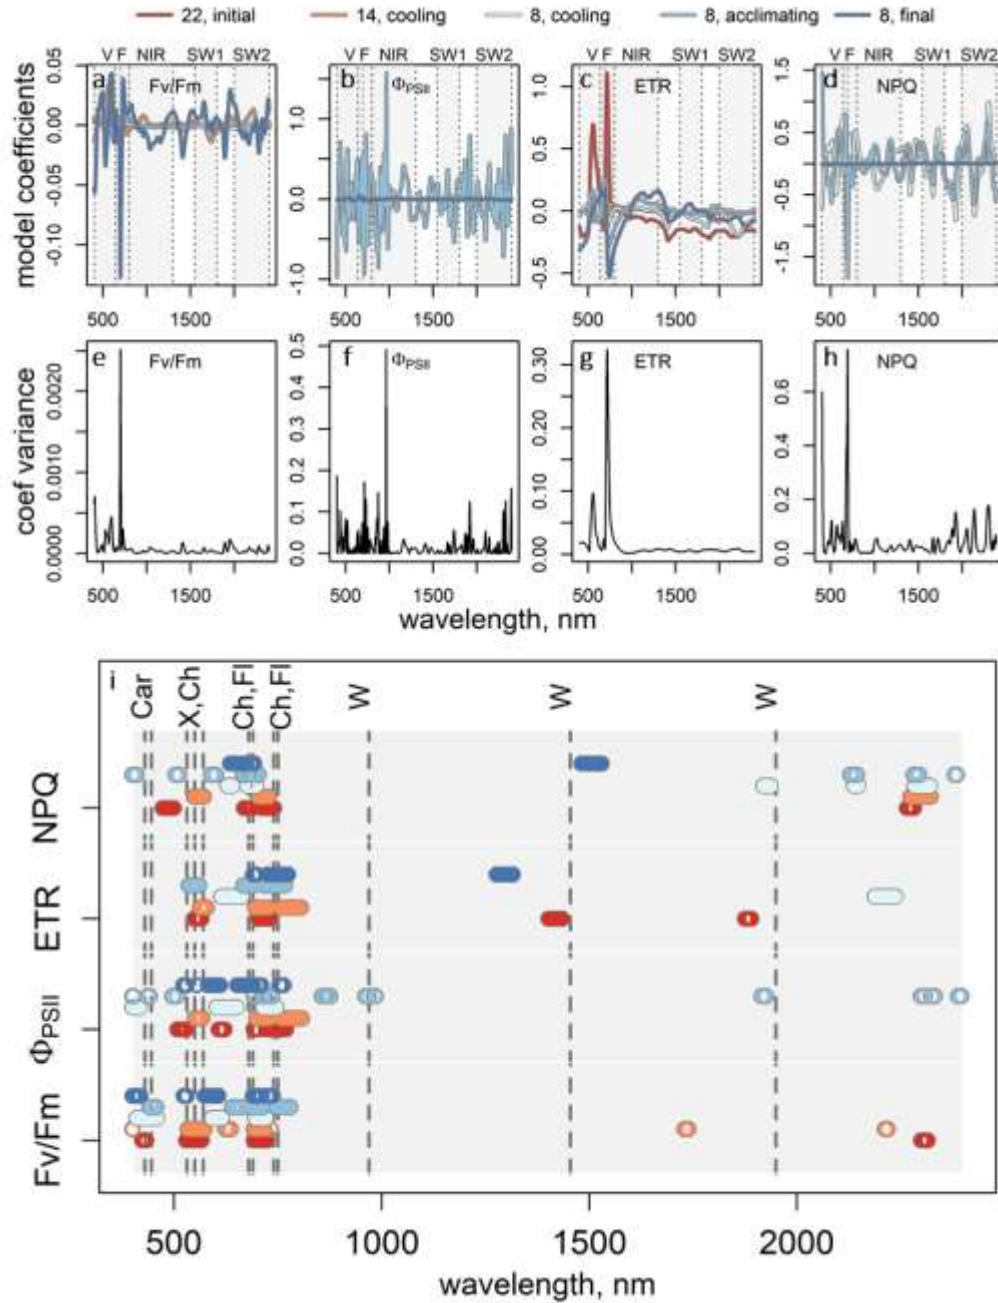 22, initial 14, cooling 8, cooling 8, acclimating 8, final
V F NIR SW1 SW2 V F NIR SW1 SW2 V F NIR SW1 SW2 V F NIR SW1 SW2
model coefficients
a Fv/Fm
0.05
0.00
-0.05
-0.10
500 1500
b ΦPSII
1.0
0.0
-1.0
500 1500
c ETR
1.0
0.5
0.0
-0.5
500 1500
d NPQ
1.5
0.5
-0.5
-1.5
500 1500
coef variance
e Fv/Fm
0.0020
0.0010
0.0000
500 1500
f ΦPSII
0.5
0.4
0.3
0.2
0.1
0.0
500 1500
g ETR
0.30
0.20
0.10
0.00
500 1500
h NPQ
0.6
0.4
0.2
0.0
500 1500
wavelength, nm
i
Car
X,Ch
Ch,Fl
Ch,Fl
W
W
W
NPQ
ETR
ΦPSII
Fv/Fm
500 1000 1500 2000
wavelength, nm